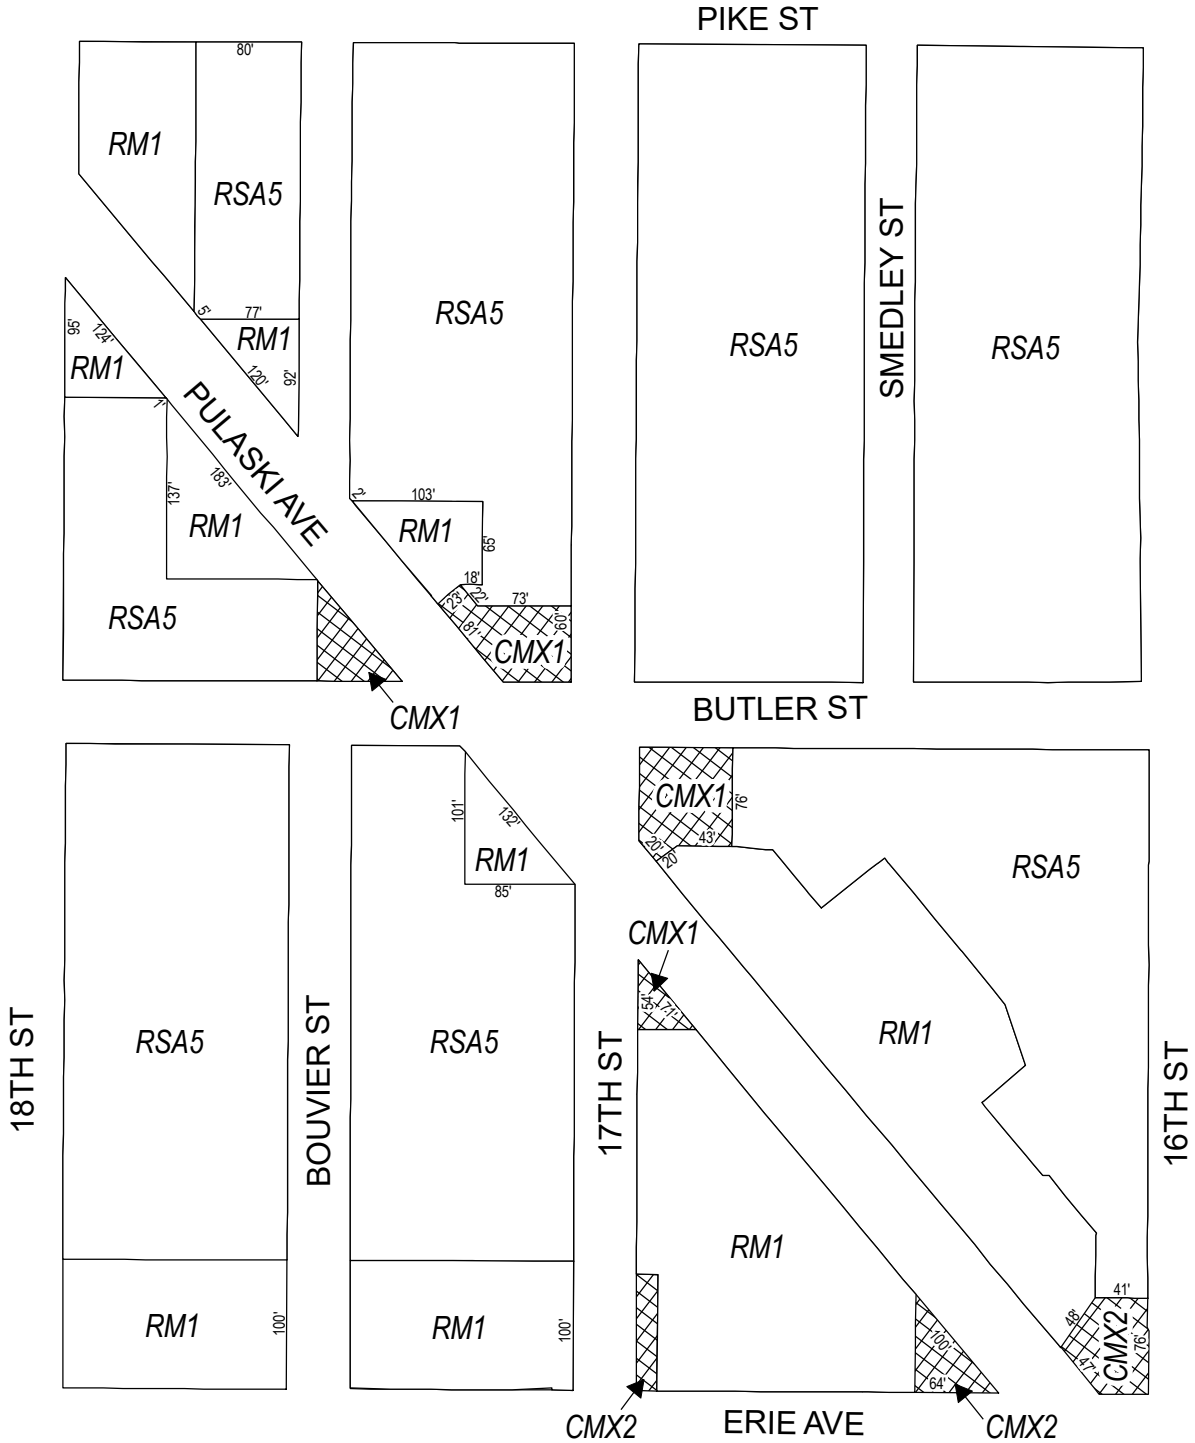 PIKE ST
80'
RM1
RSA5
SMEDLEY ST
5'
77'
RM1
120'
92'
RSA5
RSA5
RSA5
95'
124'
RM1
1'
PULASKI AVE
183'
137'
RM1
RSA5
2'
103'
RM1
65'
18'
23'
22'
73'
81'
60'
CMX1
CMX1
BUTLER ST
101'
132'
RM1
85'
CMX1
76'
43'
20'
20'
RSA5
CMX1
54'
71'
18TH ST
RSA5
BOUVIER ST
RSA5
17TH ST
RM1
16TH ST
RM1
RM1
100'
RM1
100'
41'
48'
CMX2
76'
47'
100'
64'
CMX2
ERIE AVE
CMX2